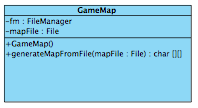 GameMap
-fm : FileManager
-mapFile : File
+GameMap()
+generateMapFromFile(mapFile : File) : char [][]